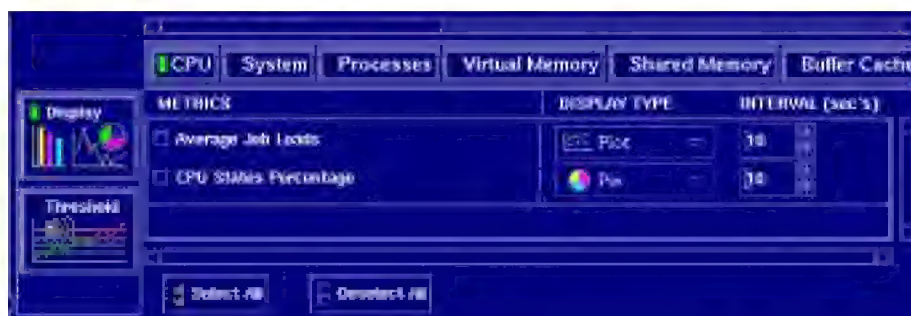 CPU System Processes Virtual Memory Shared Memory Buffer Cache
Display
METRICS DISPLAY TYPE INTERVAL (sec's)
Average Job Loads Plot 10
CPU States Percentage Pie 10
Threshold
Select All Deselect All